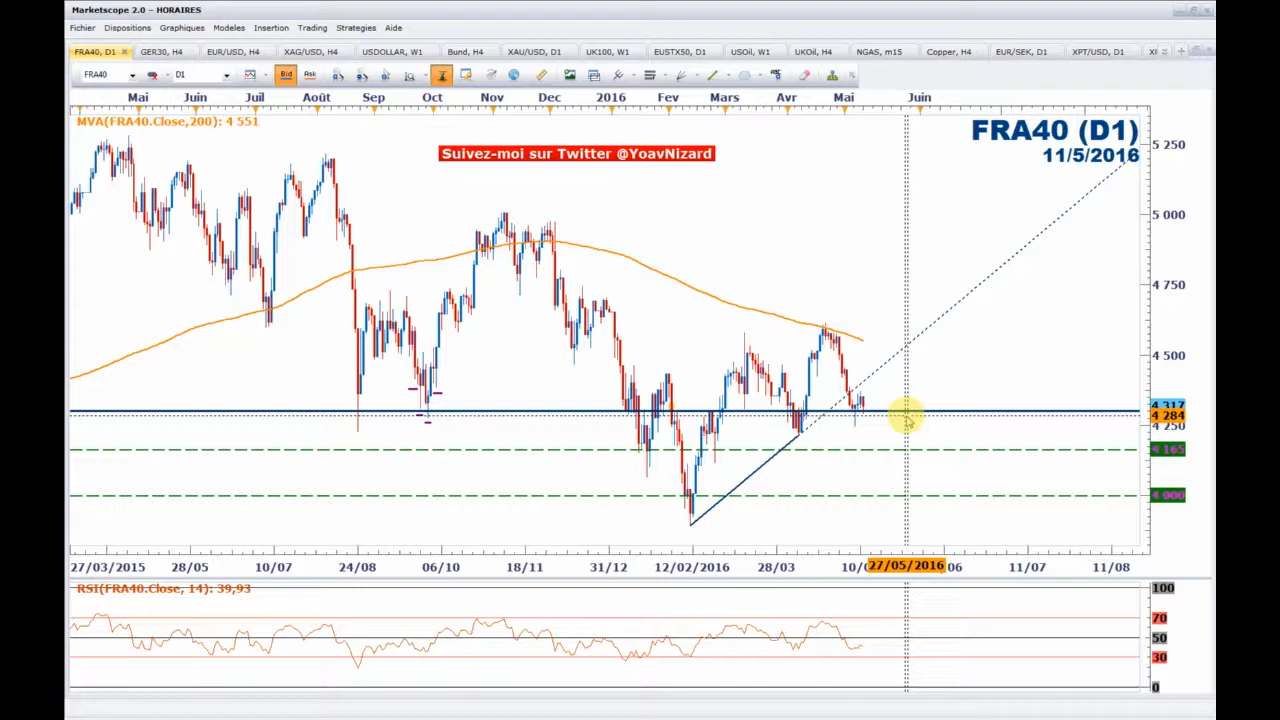 Marketscope 2.0 – HORAIRES
Fichier Dispositions Graphiques Modeles Insertion Trading Strategies Aide
FRA40, D1 GER30, H4 EUR/USD, H4 XAG/USD, H4 USDOLLAR, W1 Bund, H4 XAU/USD, D1 UK100, W1 EUSTX50, D1 USOil, W1 UKOil, H4 NGAS, m15 Copper, H4 EUR/SEK, D1 XPT/USD, D1
FRA40 D1 Bid Ask
Mai Juin Juil Août Sep Oct Nov Dec 2016 Fev Mars Avr Mai Juin
MVA(FRA40.Close,200): 4 551
FRA40 (D1)
11/5/2016
Suivez-moi sur Twitter @YoavNizard
5 250
5 000
4 750
4 500
4 317
4 284
4 250
4 165
4 000
27/03/2015 28/05 10/07 24/08 06/10 18/11 31/12 12/02/2016 28/03 27/05/2016 11/07 11/08
RSI(FRA40.Close, 14): 39,93
100
70
50
30
0